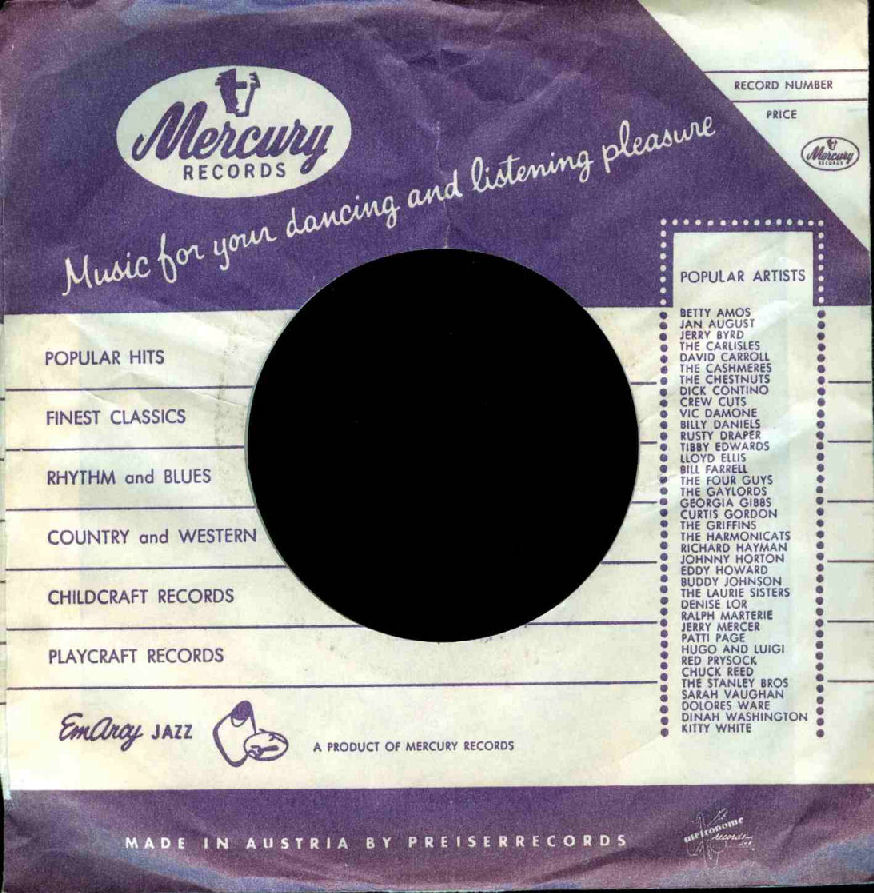 Mercury
RECORDS
Music for your dancing and listening pleasure
RECORD NUMBER
PRICE
Mercury
RECORDS
POPULAR HITS
FINEST CLASSICS
RHYTHM and BLUES
COUNTRY and WESTERN
CHILDCRAFT RECORDS
PLAYCRAFT RECORDS
EmArcy JAZZ
A PRODUCT OF MERCURY RECORDS
POPULAR ARTISTS
BETTY AMOS
JAN AUGUST
JERRY BYRD
THE CARLISLES
DAVID CARROLL
THE CASHMERES
THE CHESTNUTS
DICK CONTINO
CREW CUTS
VIC DAMONE
BILLY DANIELS
RUSTY DRAPER
TIBBY EDWARDS
LLOYD ELLIS
BILL FARRELL
THE FOUR GUYS
THE GAYLORDS
GEORGIA GIBBS
CURTIS GORDON
THE GRIFFINS
THE HARMONICATS
RICHARD HAYMAN
JOHNNY HORTON
EDDY HOWARD
BUDDY JOHNSON
THE LAURIE SISTERS
DENISE LOR
RALPH MARTERIE
JERRY MERCER
PATTI PAGE
HUGO AND LUIGI
RED PRYSOCK
CHUCK REED
THE STANLEY BROS
SARAH VAUGHAN
DOLORES WARE
DINAH WASHINGTON
KITTY WHITE
MADE IN AUSTRIA BY PREISERRECORDS
metronome
records